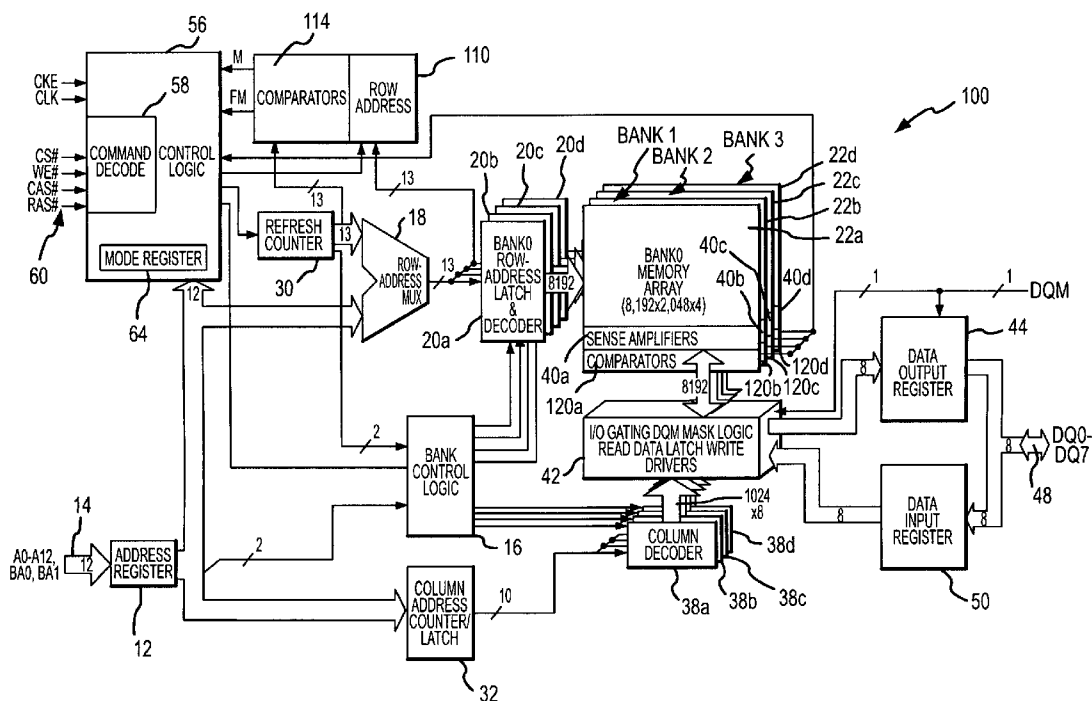 56
114
110
M
FM
COMPARATORS
ROW
ADDRESS
CKE
CLK
58
CS#
WE#
CAS#
RAS#
60
COMMAND
DECODE
CONTROL
LOGIC
MODE REGISTER
64
12
REFRESH
COUNTER
30
13
13
18
ROW-
ADDRESS
MUX
13
13
20b
20c
20d
BANK0
ROW-
ADDRESS
LATCH
&
DECODER
20a
8192
BANK 1
BANK 2
BANK 3
100
22d
22c
22b
22a
BANK0
MEMORY
ARRAY
(8,192x2,048x4)
40c
40b
40d
SENSE AMPLIFIERS
COMPARATORS
40a
120a
8192
120b
120c
120d
1
1
DQM
44
DATA
OUTPUT
REGISTER
8
8
I/O GATING DQM MASK LOGIC
READ DATA LATCH WRITE
DRIVERS
42
DQ0-
DQ7
48
8
8
DATA
INPUT
REGISTER
50
2
BANK
CONTROL
LOGIC
16
1024
x8
COLUMN
DECODER
38a
38b
38c
38d
14
A0-A12,
BA0, BA1
12
ADDRESS
REGISTER
12
2
COLUMN
ADDRESS
COUNTER/
LATCH
32
10